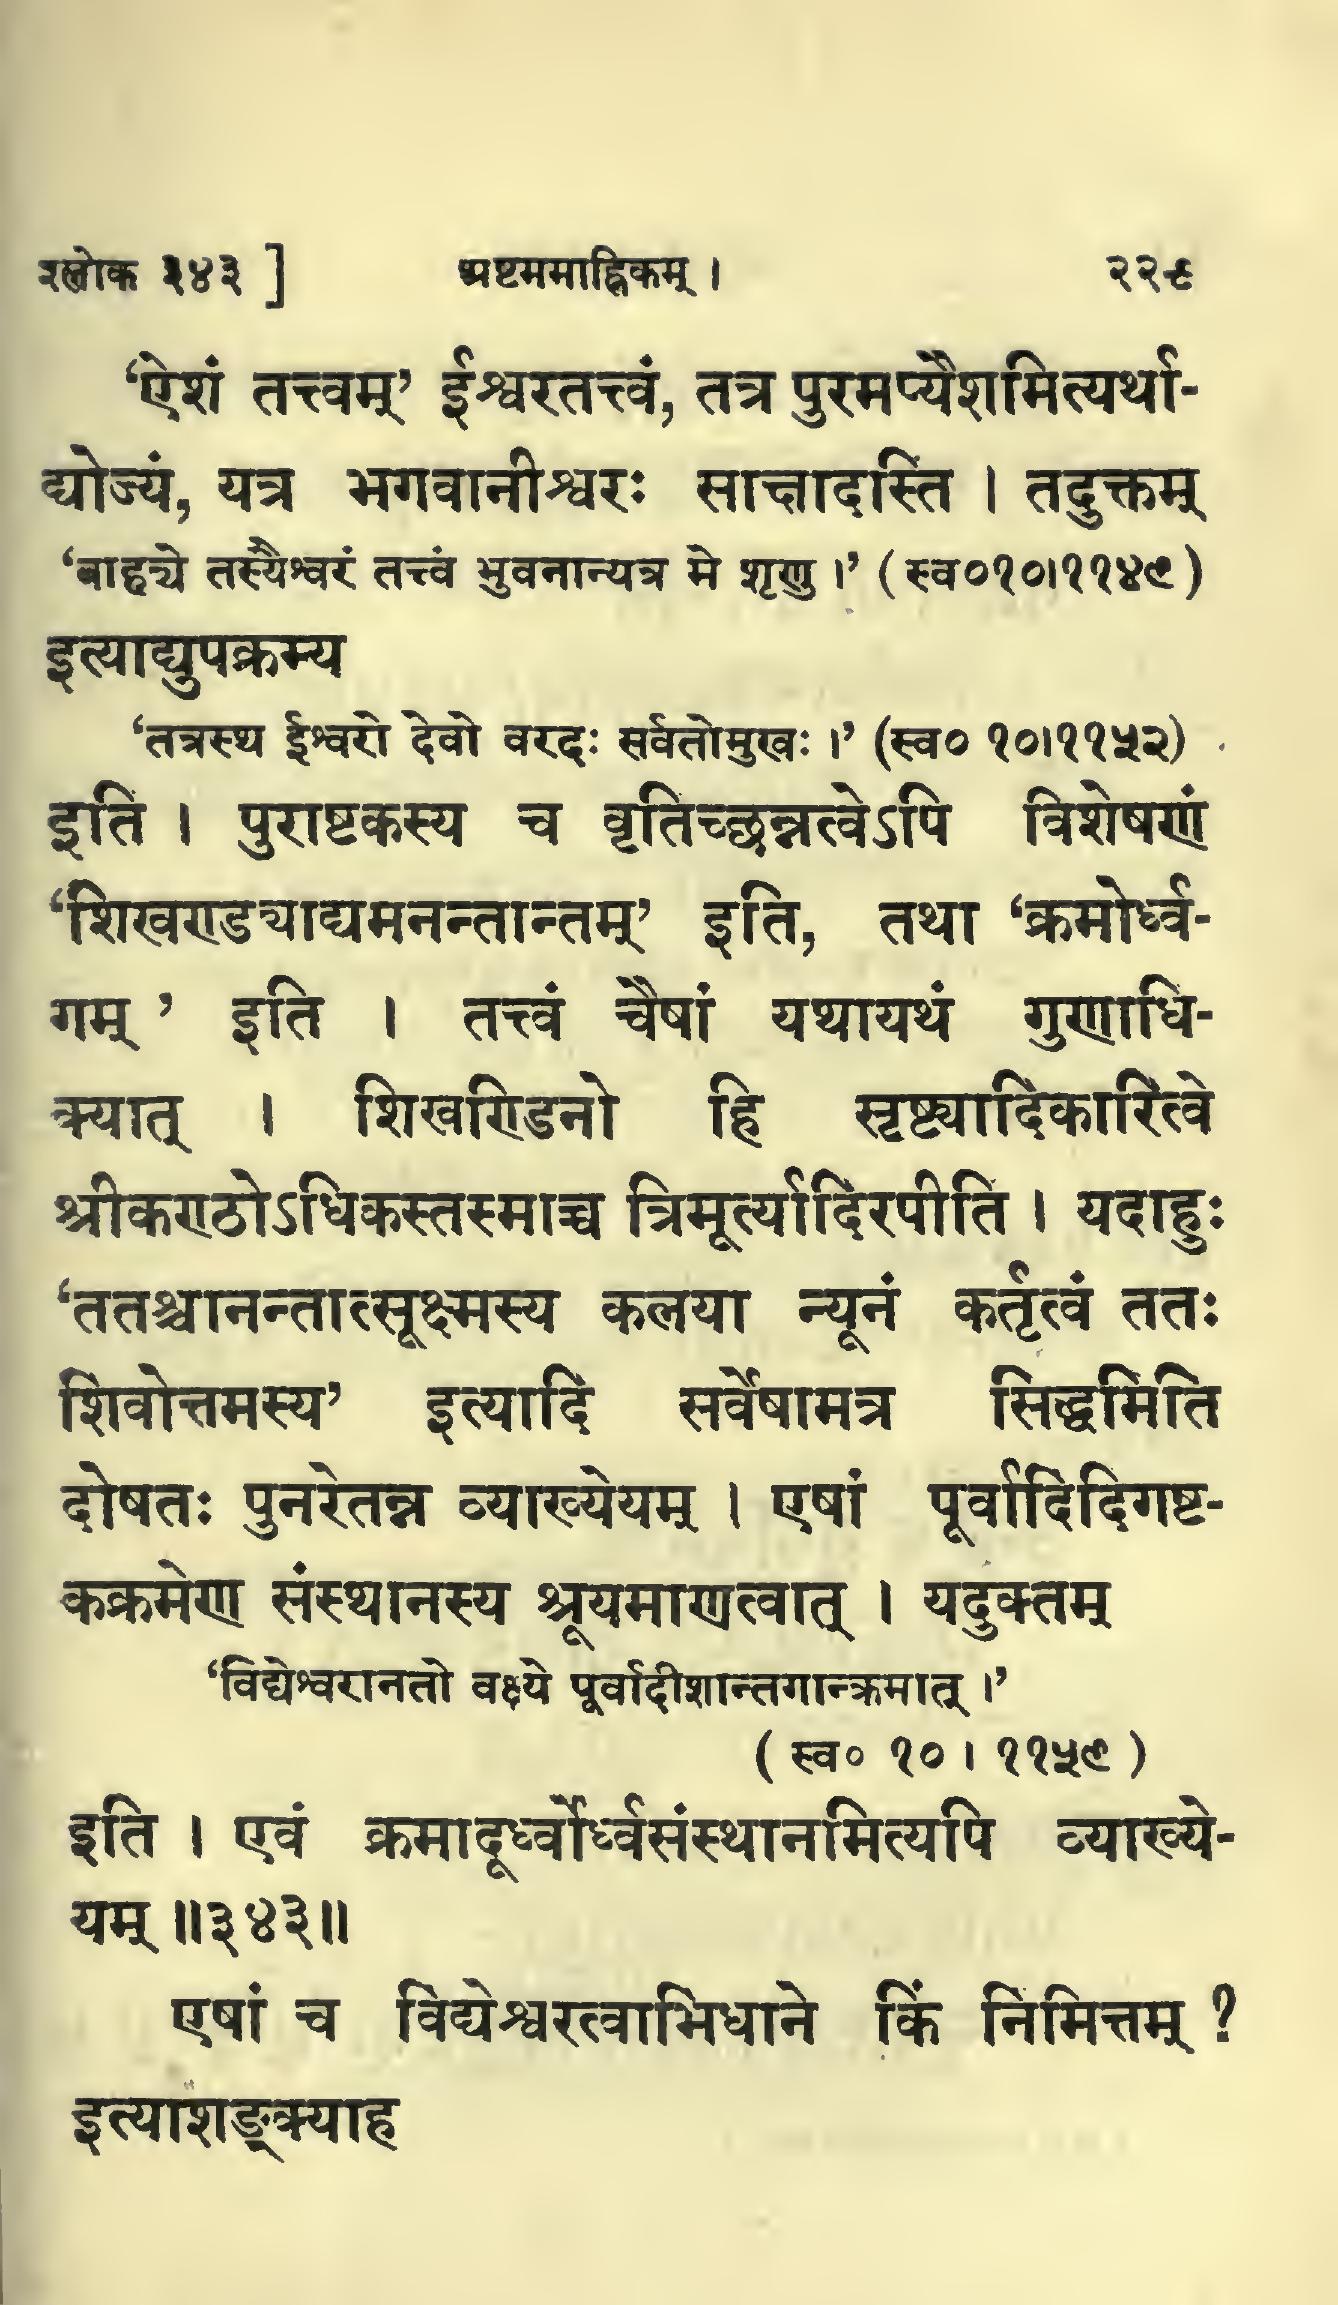 श्लोक ३४३ ] अष्टममाह्निकम् । २२९
‘ऐशं तत्त्वम्’ ईश्वरतत्त्वं, तत्र पुरमप्यैशमित्यर्था-
द्योज्यं, यत्र भगवानीश्वरः साक्षादस्ति । तदुक्तम्
‘बाह्ये तस्यैश्वरं तत्त्वं भुवनान्यत्र मे शृणु ।’ (स्व०१०।११४९)
इत्याद्युपक्रम्य
‘तत्रस्थ ईश्वरो देवो वरदः सर्वतोमुखः ।’ (स्व० १०।११५२)
इति । पुराष्टकस्य च वृतिच्छन्नत्वेऽपि विशेषणं
‘शिखण्ड्याद्यमनन्तान्तम्’ इति, तथा ‘क्रमोर्ध्व-
गम् ’ इति । तत्त्वं चैषां यथायथं गुणाधि-
क्यात् । शिखण्डिनो हि सृष्ट्यादिकारित्वे
श्रीकण्ठोऽधिकस्तस्माच्च त्रिमूर्त्यादिरपीति । यदाहुः
‘ततश्चानन्तात्सूक्ष्मस्य कलया न्यूनं कर्तृत्वं ततः
शिवोत्तमस्य’ इत्यादि सर्वेषामत्र सिद्धमिति
दोषतः पुनरेतन्न व्याख्येयम् । एषां पूर्वादिदिगष्ट-
कक्रमेण संस्थानस्य श्रूयमाणत्वात् । यदुक्तम्
‘विद्येश्वरानतो वक्ष्ये पूर्वादीशान्तगान्क्रमात् ।’
( स्व० १० । ११५९ )
इति । एवं क्रमादूर्ध्वोर्ध्वसंस्थानमित्यपि व्याख्ये-
यम् ॥३४३॥
एषां च विद्येश्वरत्वाभिधाने किं निमित्तम् ?
इत्याशङ्क्याह